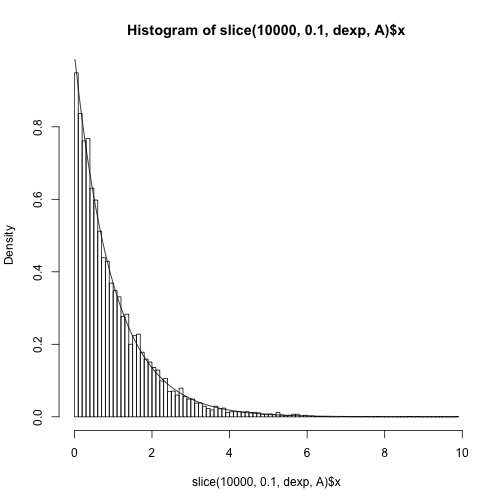 Histogram of slice(10000, 0.1, dexp, A)$x
Density
0.8
0.6
0.4
0.2
0.0
0 2 4 6 8 10
slice(10000, 0.1, dexp, A)$x